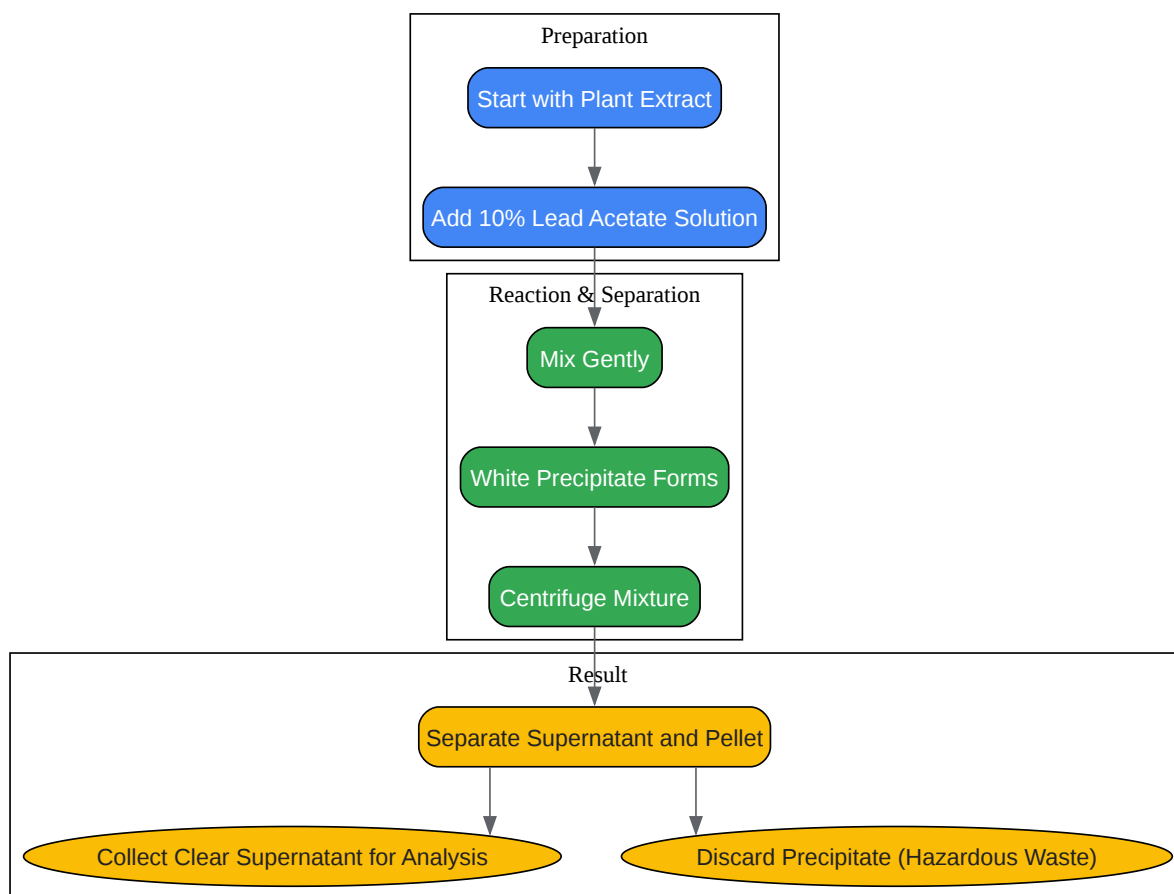 Preparation
Start with Plant Extract
Add 10% Lead Acetate Solution
Reaction & Separation
Mix Gently
White Precipitate Forms
Centrifuge Mixture
Result
Separate Supernatant and Pellet
Collect Clear Supernatant for Analysis
Discard Precipitate (Hazardous Waste)